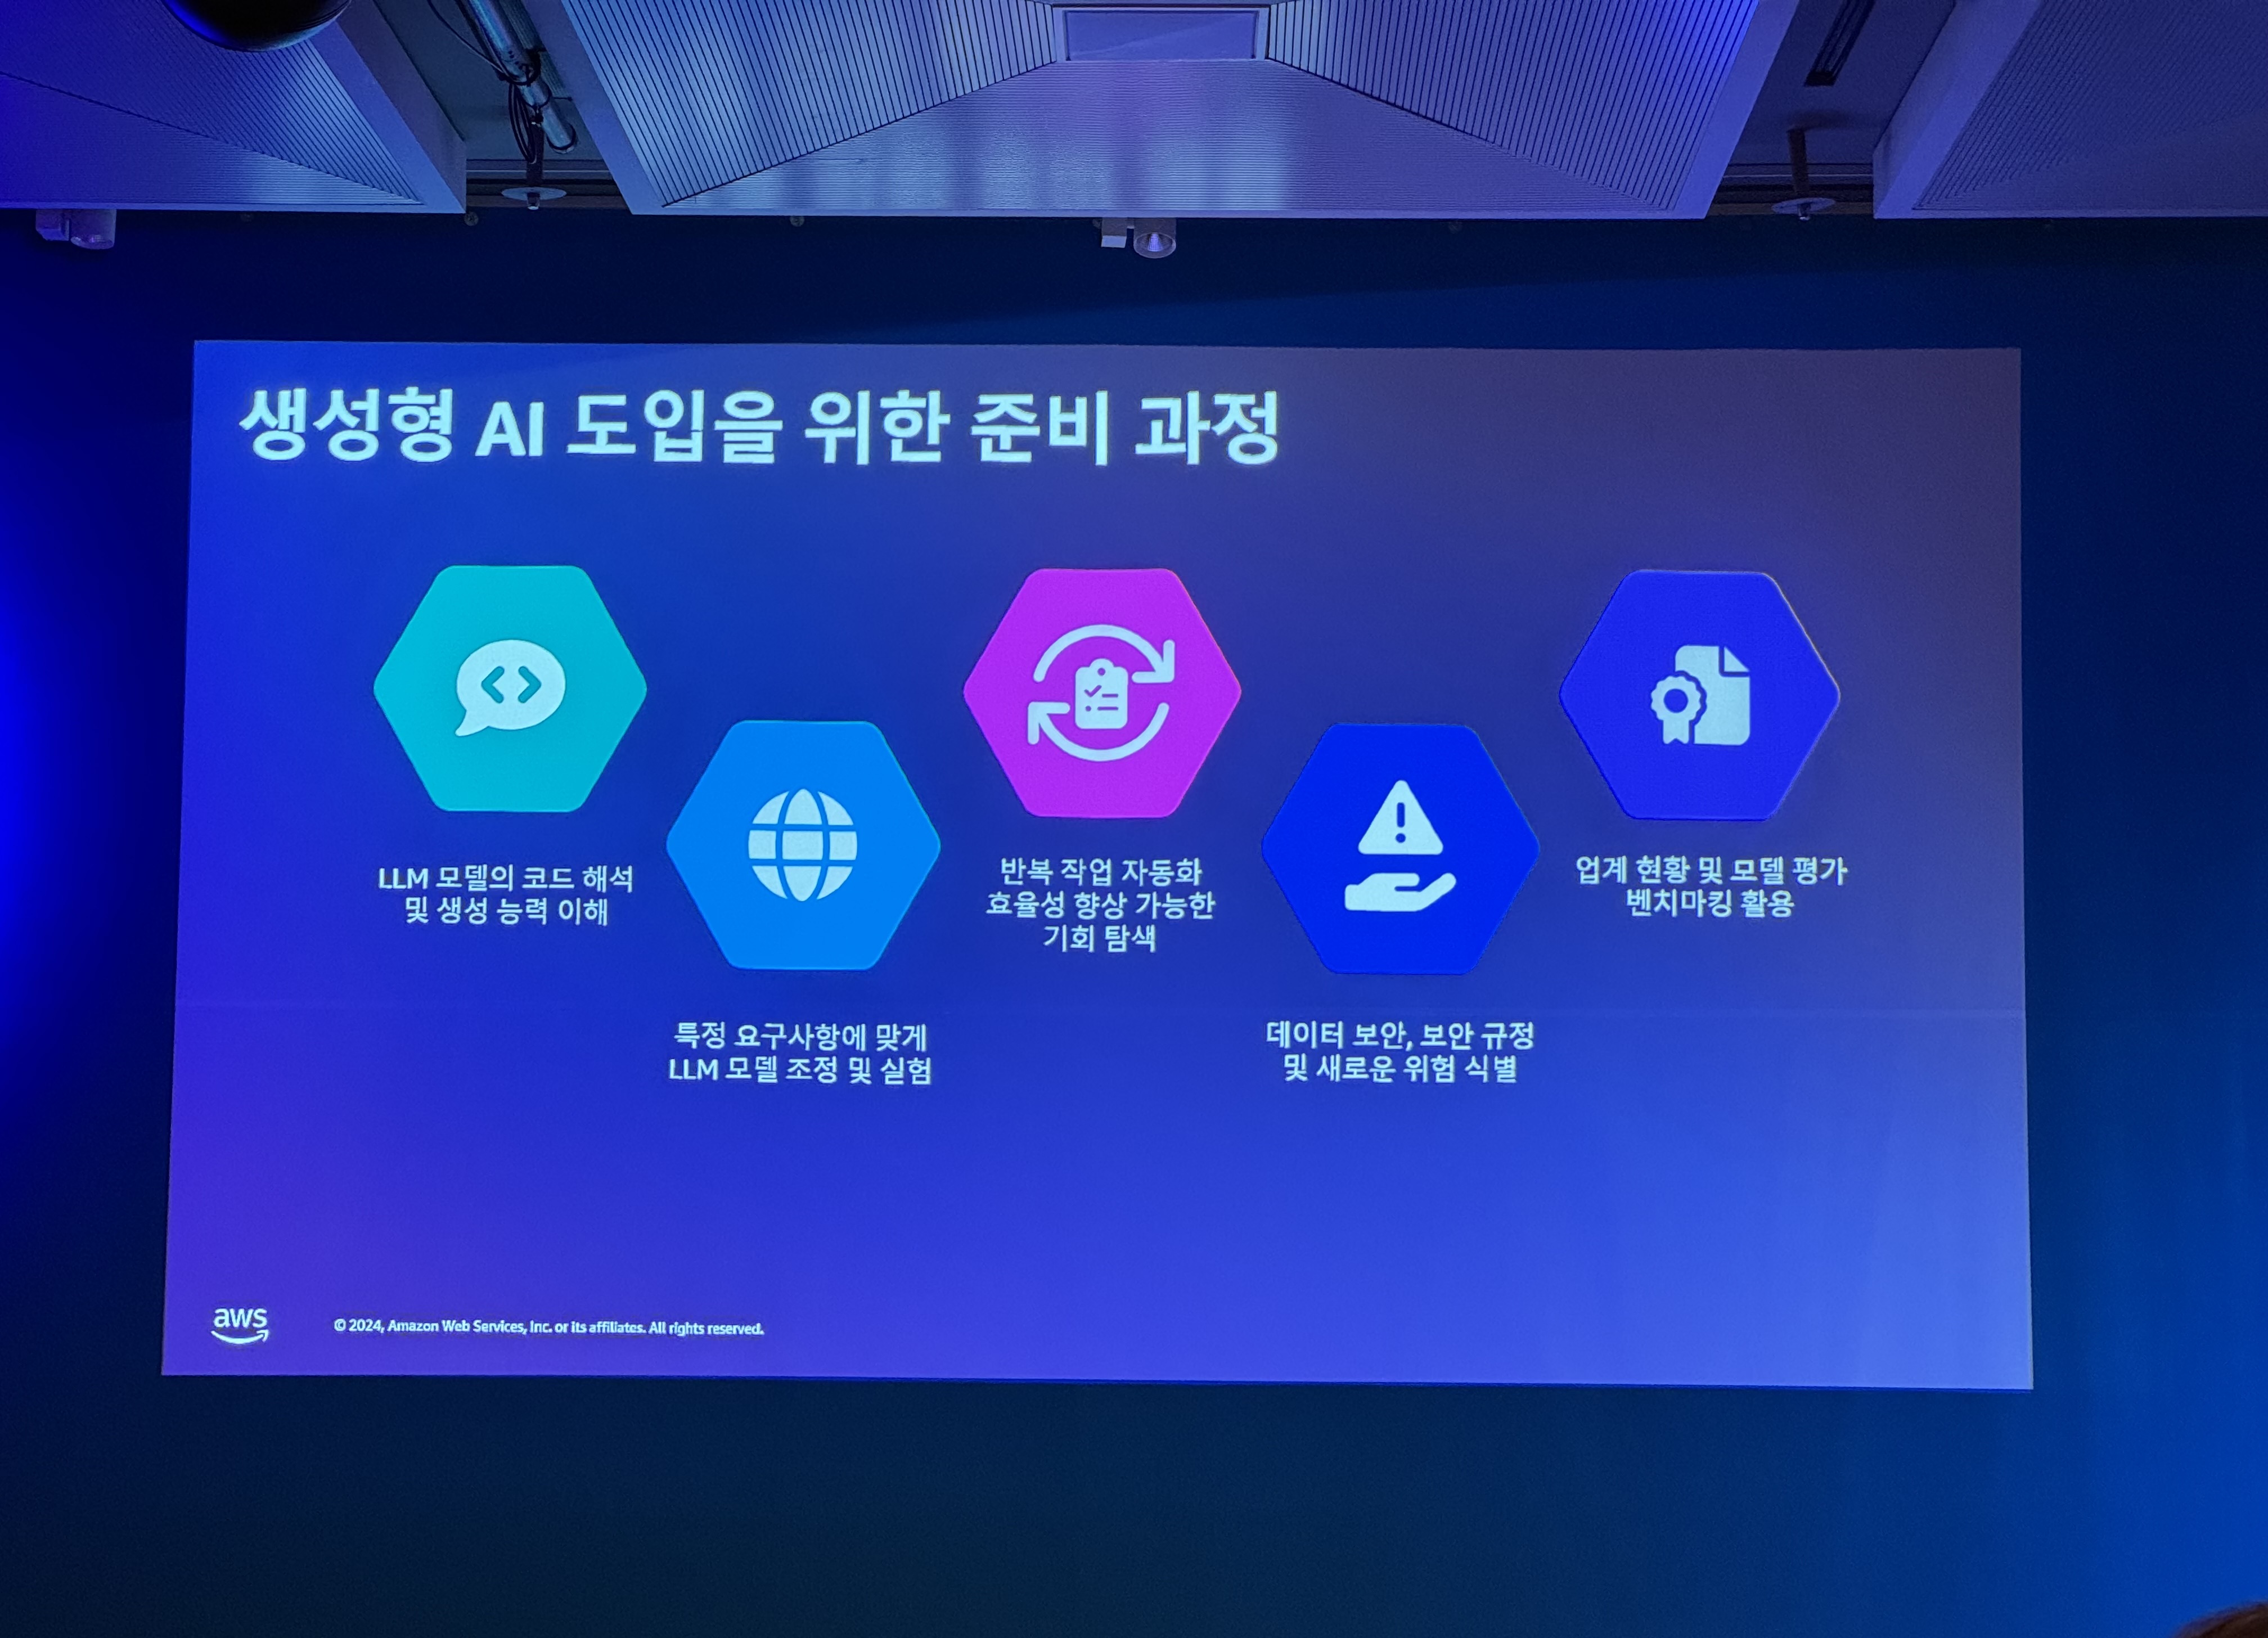 생성형 AI 도입을 위한 준비 과정
LLM 모델의 코드 해석
및 생성 능력 이해
특정 요구사항에 맞게
LLM 모델 조정 및 실험
반복 작업 자동화
효율성 향상 가능한
기회 탐색
데이터 보안, 보안 규정
및 새로운 위험 식별
업계 현황 및 모델 평가
벤치마킹 활용
aws
© 2024, Amazon Web Services, Inc. or its affiliates. All rights reserved.